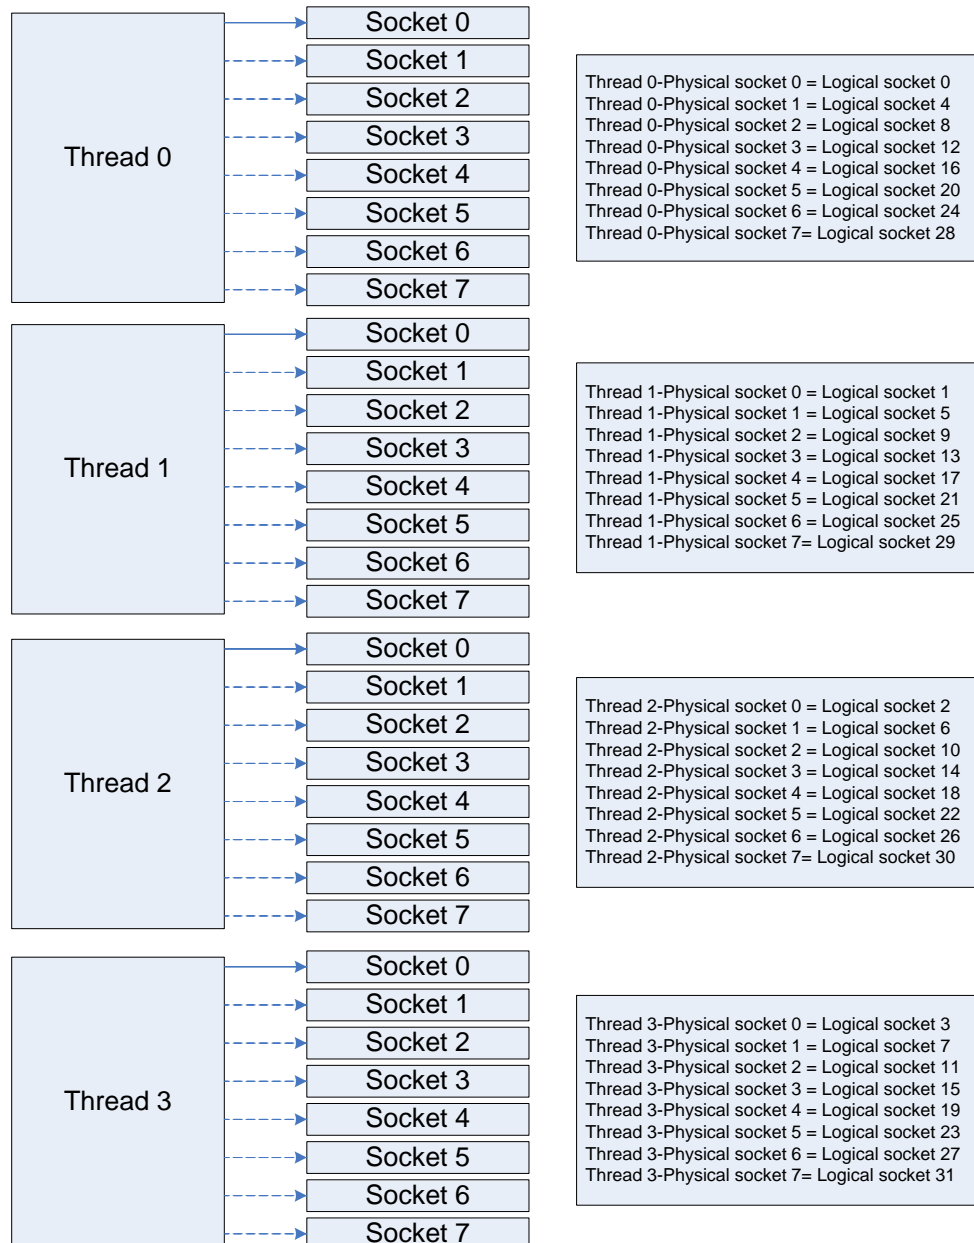 Thread 0
Socket 0
Socket 1
Socket 2
Socket 3
Socket 4
Socket 5
Socket 6
Socket 7
Thread 0-Physical socket 0 = Logical socket 0
Thread 0-Physical socket 1 = Logical socket 4
Thread 0-Physical socket 2 = Logical socket 8
Thread 0-Physical socket 3 = Logical socket 12
Thread 0-Physical socket 4 = Logical socket 16
Thread 0-Physical socket 5 = Logical socket 20
Thread 0-Physical socket 6 = Logical socket 24
Thread 0-Physical socket 7= Logical socket 28
Thread 1
Socket 0
Socket 1
Socket 2
Socket 3
Socket 4
Socket 5
Socket 6
Socket 7
Thread 1-Physical socket 0 = Logical socket 1
Thread 1-Physical socket 1 = Logical socket 5
Thread 1-Physical socket 2 = Logical socket 9
Thread 1-Physical socket 3 = Logical socket 13
Thread 1-Physical socket 4 = Logical socket 17
Thread 1-Physical socket 5 = Logical socket 21
Thread 1-Physical socket 6 = Logical socket 25
Thread 1-Physical socket 7= Logical socket 29
Thread 2
Socket 0
Socket 1
Socket 2
Socket 3
Socket 4
Socket 5
Socket 6
Socket 7
Thread 2-Physical socket 0 = Logical socket 2
Thread 2-Physical socket 1 = Logical socket 6
Thread 2-Physical socket 2 = Logical socket 10
Thread 2-Physical socket 3 = Logical socket 14
Thread 2-Physical socket 4 = Logical socket 18
Thread 2-Physical socket 5 = Logical socket 22
Thread 2-Physical socket 6 = Logical socket 26
Thread 2-Physical socket 7= Logical socket 30
Thread 3
Socket 0
Socket 1
Socket 2
Socket 3
Socket 4
Socket 5
Socket 6
Socket 7
Thread 3-Physical socket 0 = Logical socket 3
Thread 3-Physical socket 1 = Logical socket 7
Thread 3-Physical socket 2 = Logical socket 11
Thread 3-Physical socket 3 = Logical socket 15
Thread 3-Physical socket 4 = Logical socket 19
Thread 3-Physical socket 5 = Logical socket 23
Thread 3-Physical socket 6 = Logical socket 27
Thread 3-Physical socket 7= Logical socket 31